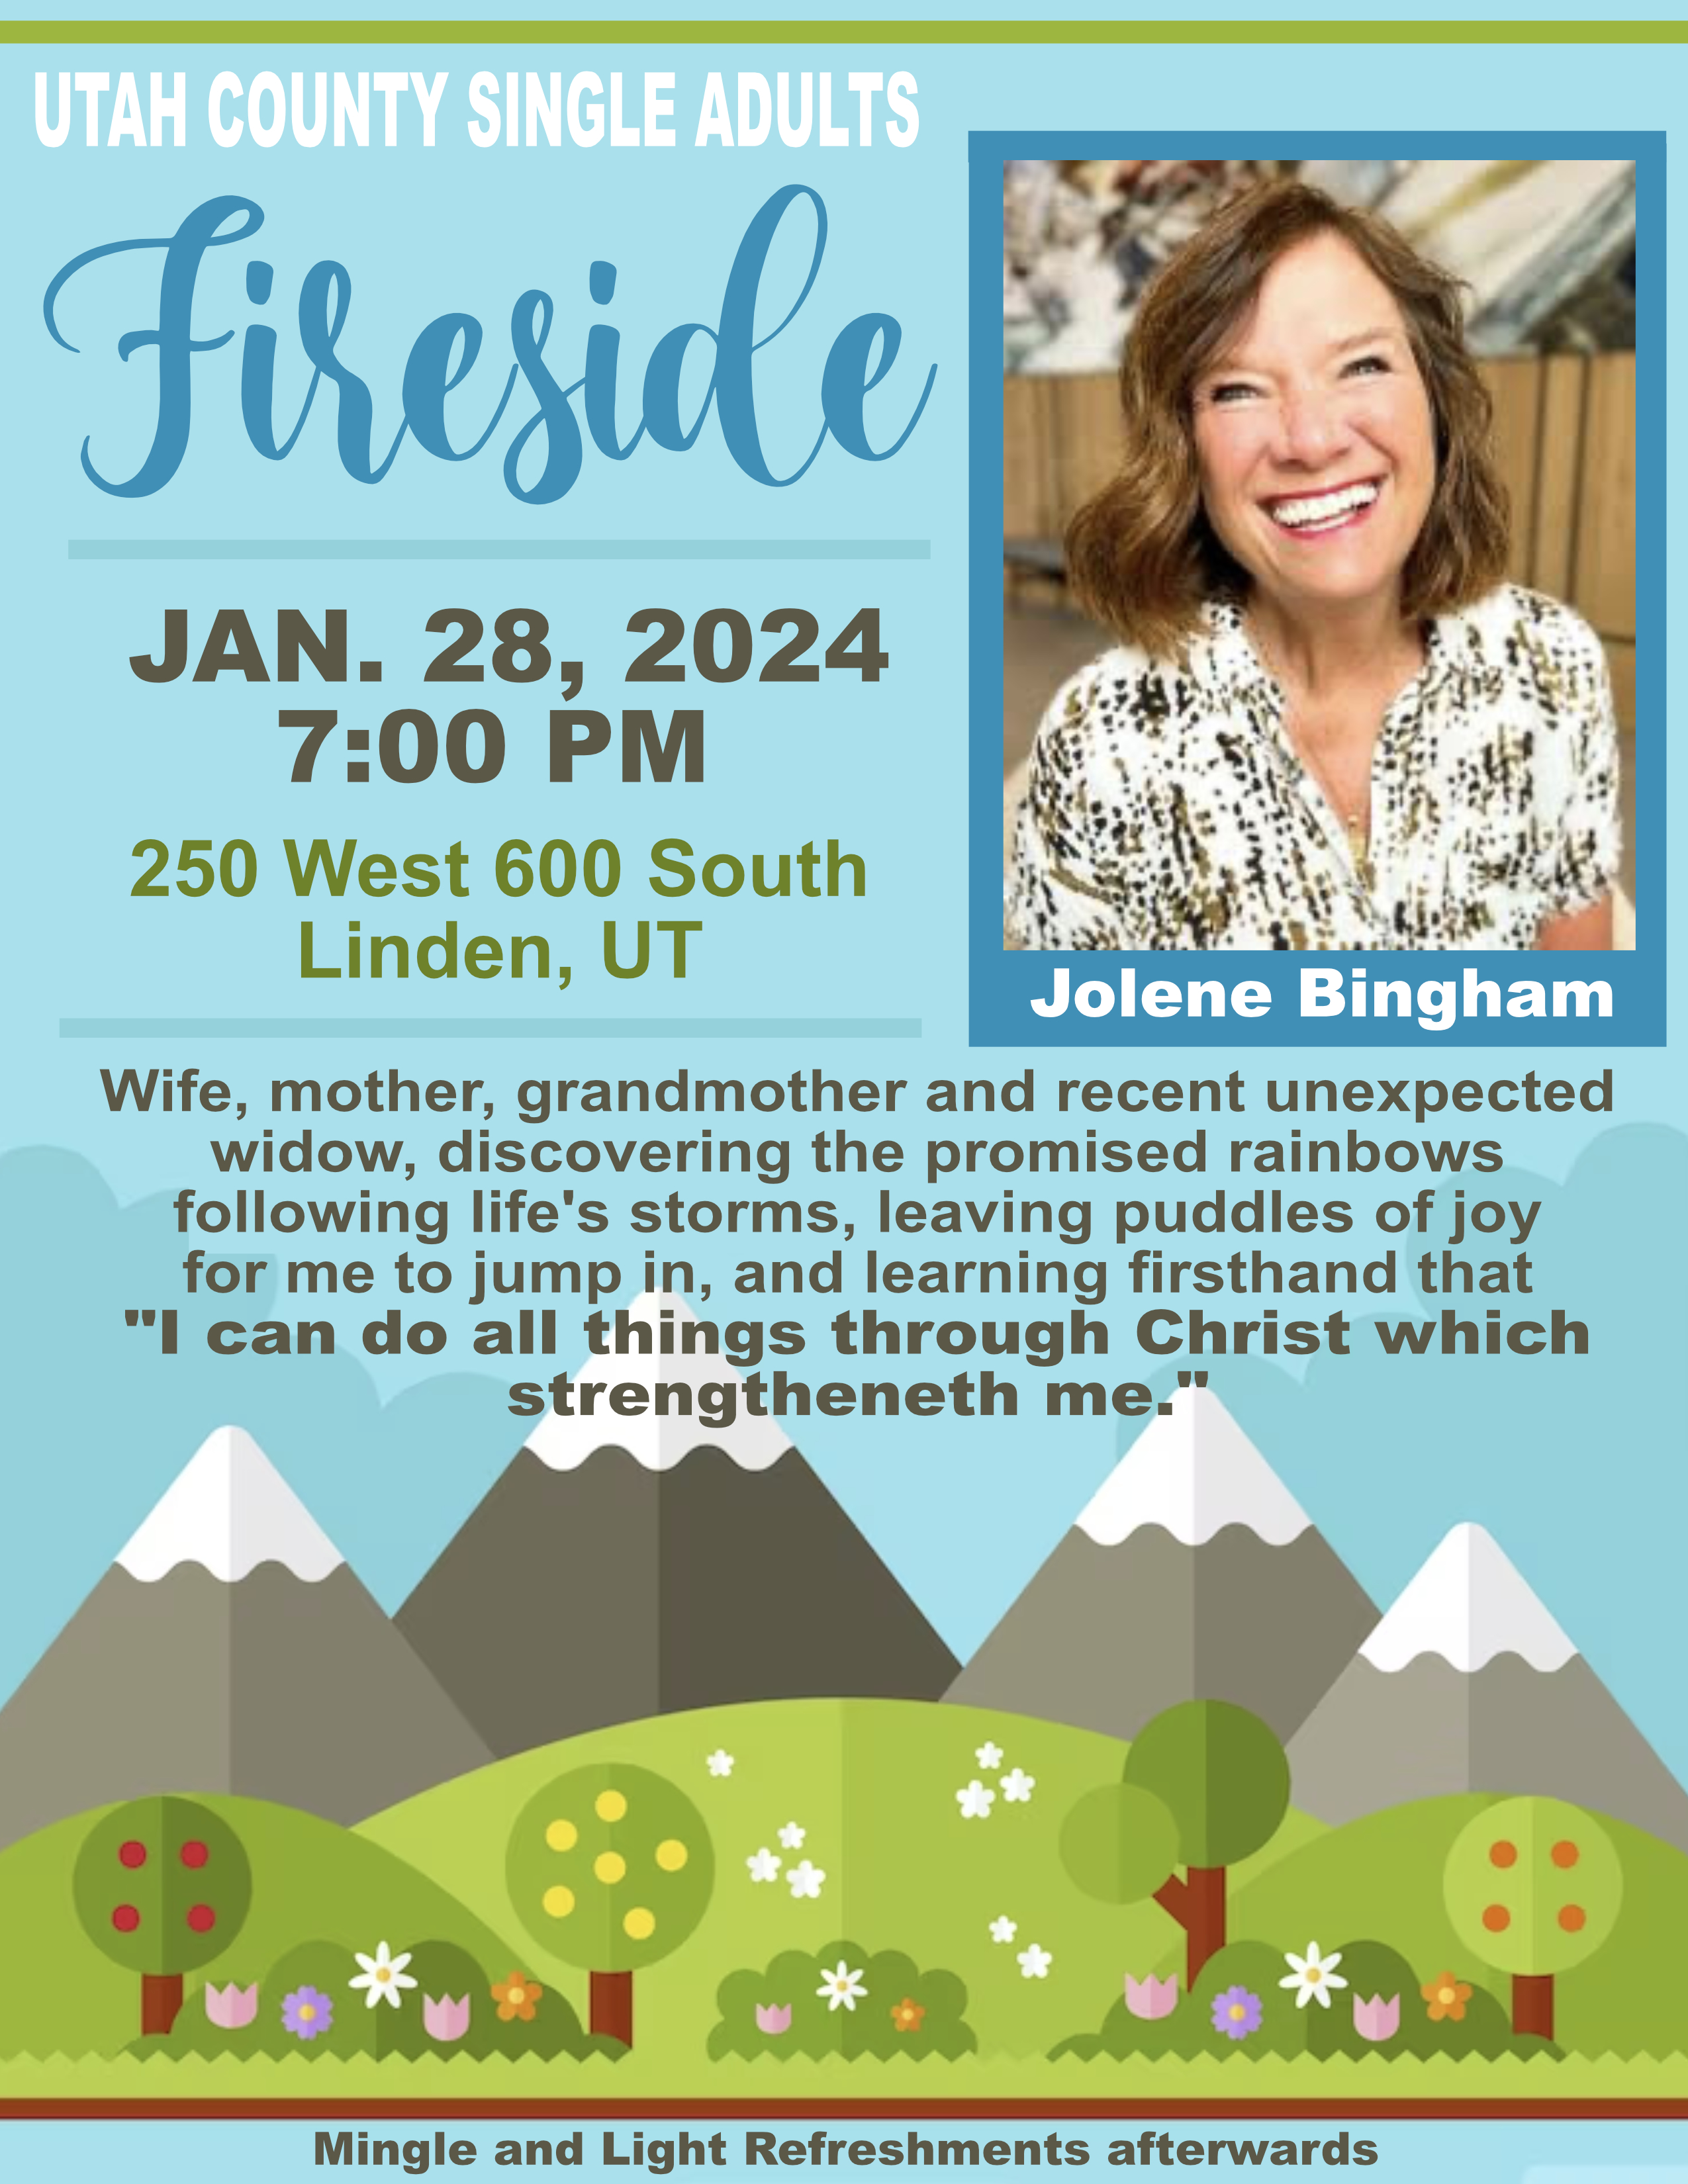 UTAH COUNTY SINGLE ADULTS
Fireside
JAN. 28, 2024
7:00 PM
250 West 600 South
Linden, UT
Jolene Bingham
Wife, mother, grandmother and recent unexpected
widow, discovering the promised rainbows
following life's storms, leaving puddles of joy
for me to jump in, and learning firsthand that
"I can do all things through Christ which
strengtheneth me."
Mingle and Light Refreshments afterwards